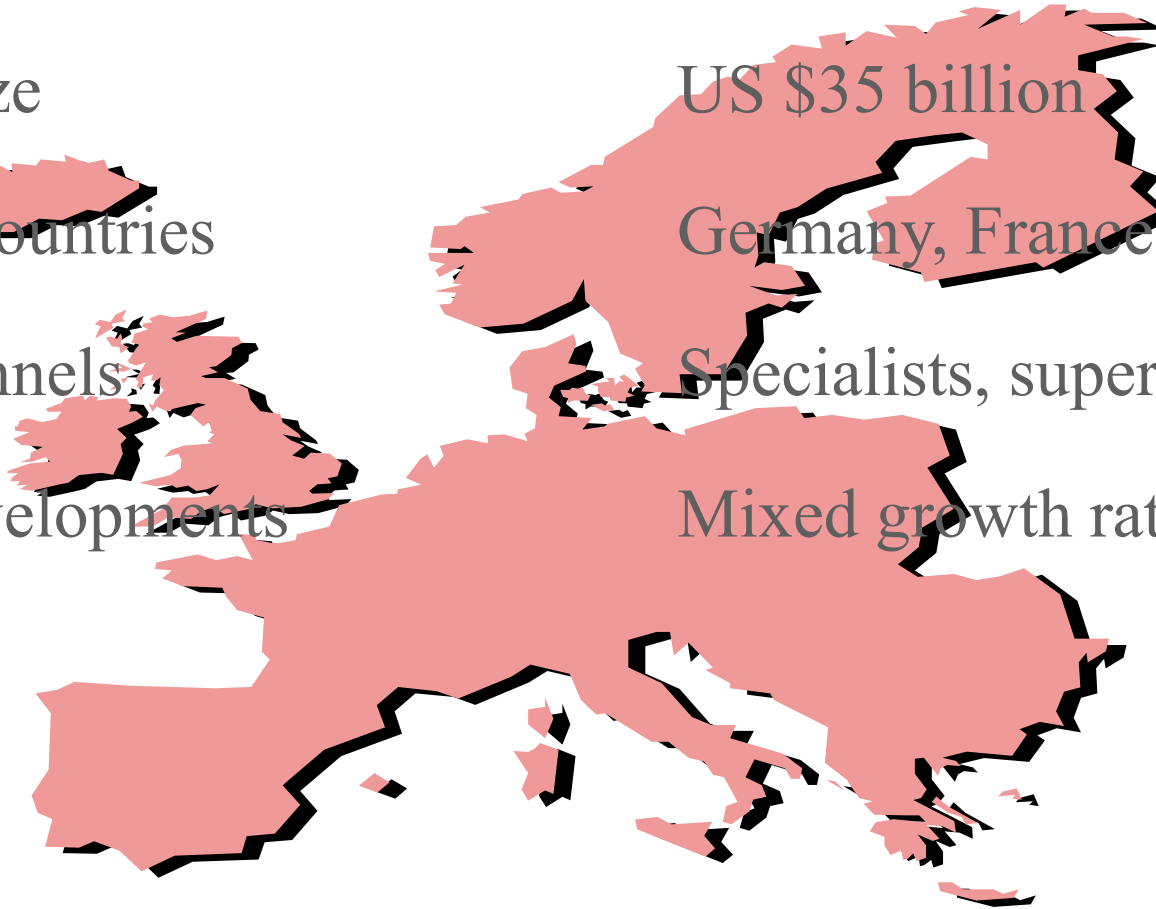 ze US $35 billion
ountries Germany, France
nnels Specialists, super
velopments Mixed growth rat